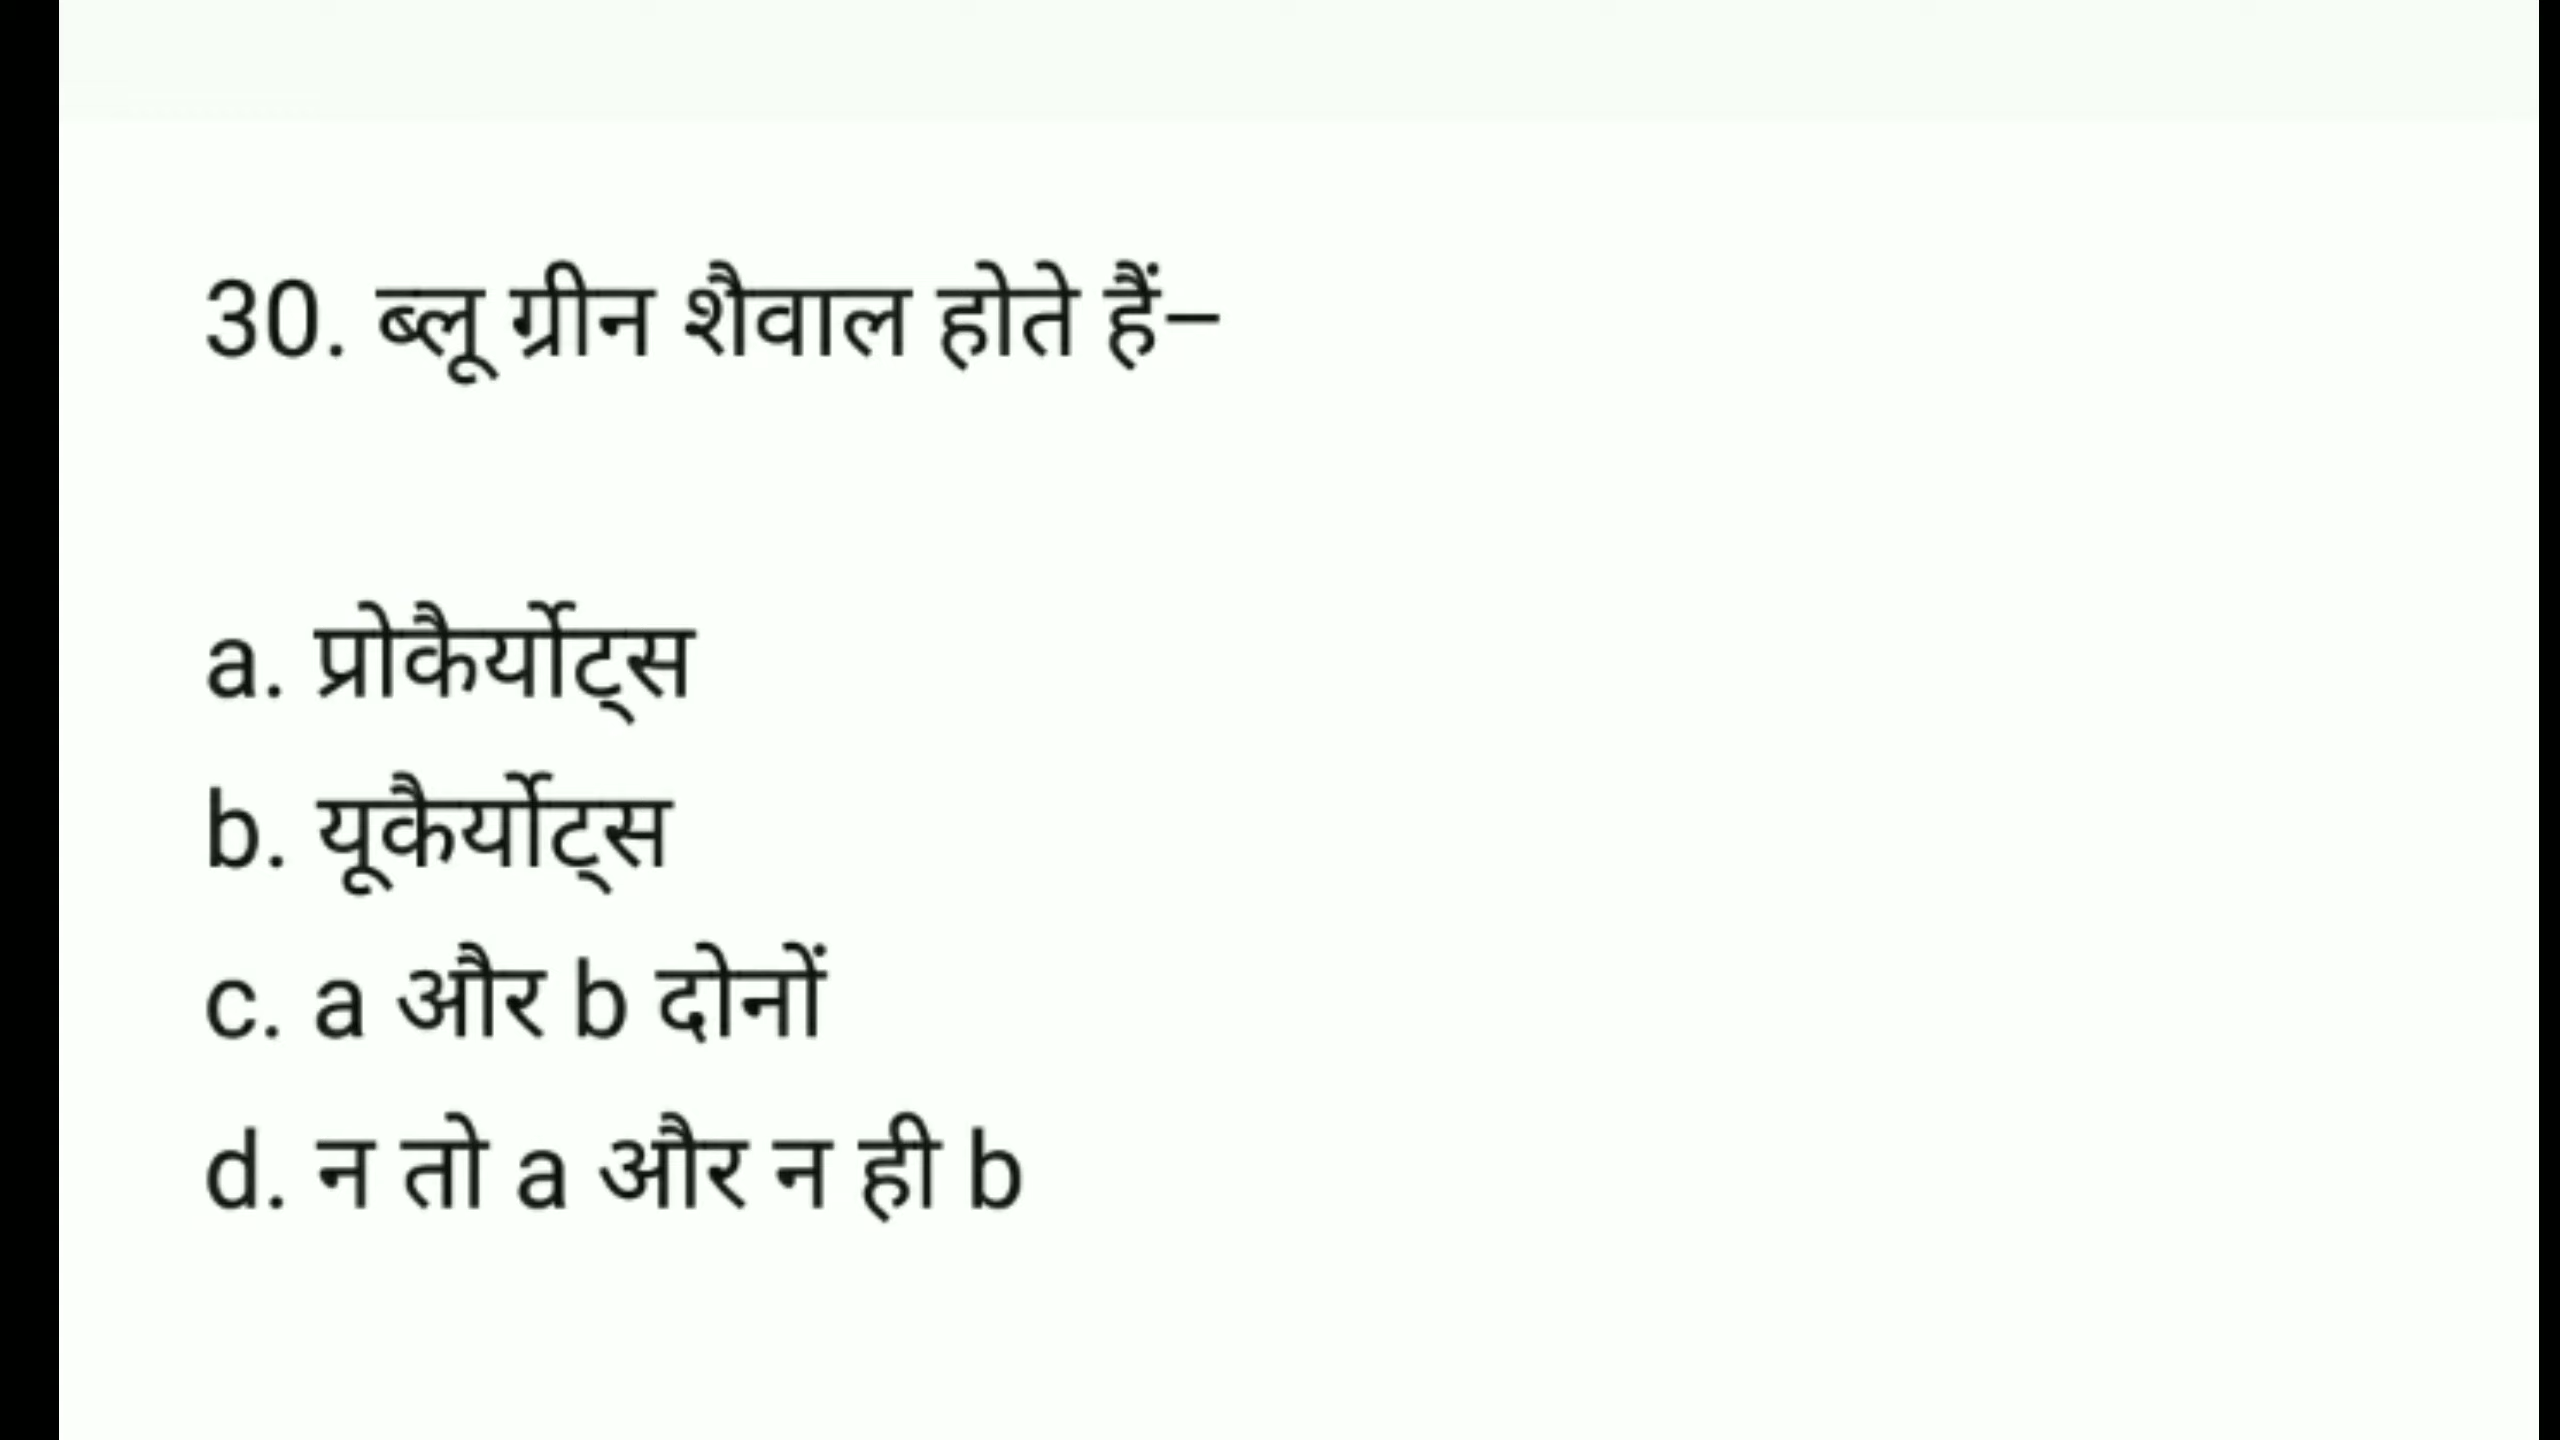 30. ब्लू ग्रीन शैवाल होते हैं–
a. प्रोकैर्योट्स
b. यूकैर्योट्स
c. a और b दोनों
d. न तो a और न ही b